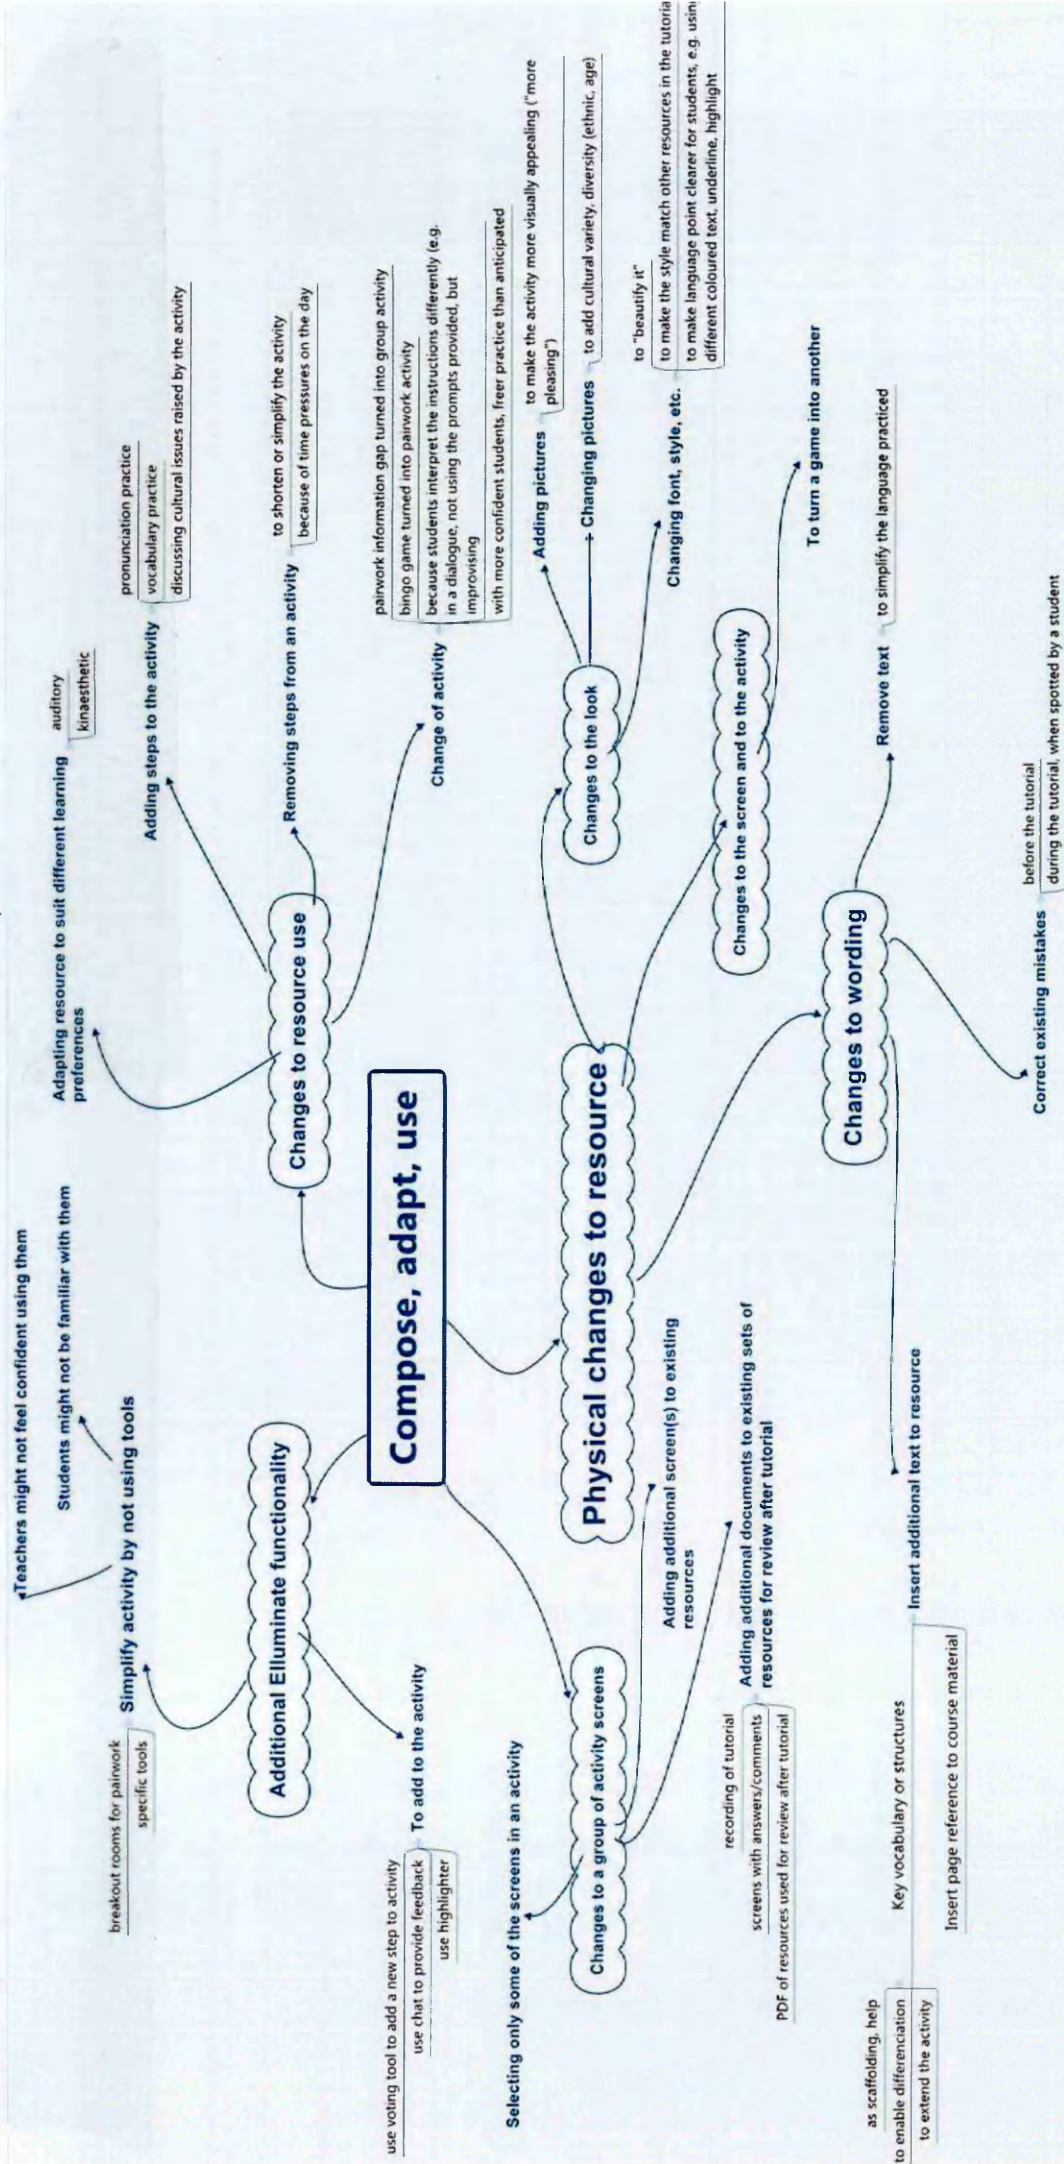 Compose, adapt, use
Additional Elluminate functionality
Simplify activity by not using tools
Teachers might not feel confident using them
Students might not be familiar with them
breakout rooms for pairwork
specific tools
To add to the activity
use voting tool to add a new step to activity
use chat to provide feedback
use highlighter
Changes to resource use
Adapting resource to suit different learning
preferences
auditory
kinaesthetic
Adding steps to the activity
pronunciation practice
vocabulary practice
discussing cultural issues raised by the activity
Removing steps from an activity
to shorten or simplify the activity
because of time pressures on the day
Change of activity
pairwork information gap turned into group activity
bingo game turned into pairwork activity
because students interpret the instructions differently (e.g.
in a dialogue, not using the prompts provided, but
improvising
with more confident students, freer practice than anticipated
Changes to a group of activity screens
Selecting only some of the screens in an activity
Adding additional screen(s) to existing
resources
Adding additional documents to existing sets of
resources for review after tutorial
recording of tutorial
screens with answers/comments
PDF of resources used for review after tutorial
Physical changes to resource
Changes to the look
Adding pictures
to make the activity more visually appealing ("more
pleasing")
Changing pictures
to add cultural variety, diversity (ethnic, age)
Changing font, style, etc.
to "beautify it"
to make the style match other resources in the tutoria
to make language point clearer for students, e.g. usin
different coloured text, underline, highlight
Changes to the screen and to the activity
To turn a game into another
Changes to wording
Remove text
to simplify the language practiced
Correct existing mistakes
before the tutorial
during the tutorial, when spotted by a student
Insert additional text to resource
Key vocabulary or structures
Insert page reference to course material
as scaffolding, help
to enable differenciation
to extend the activity